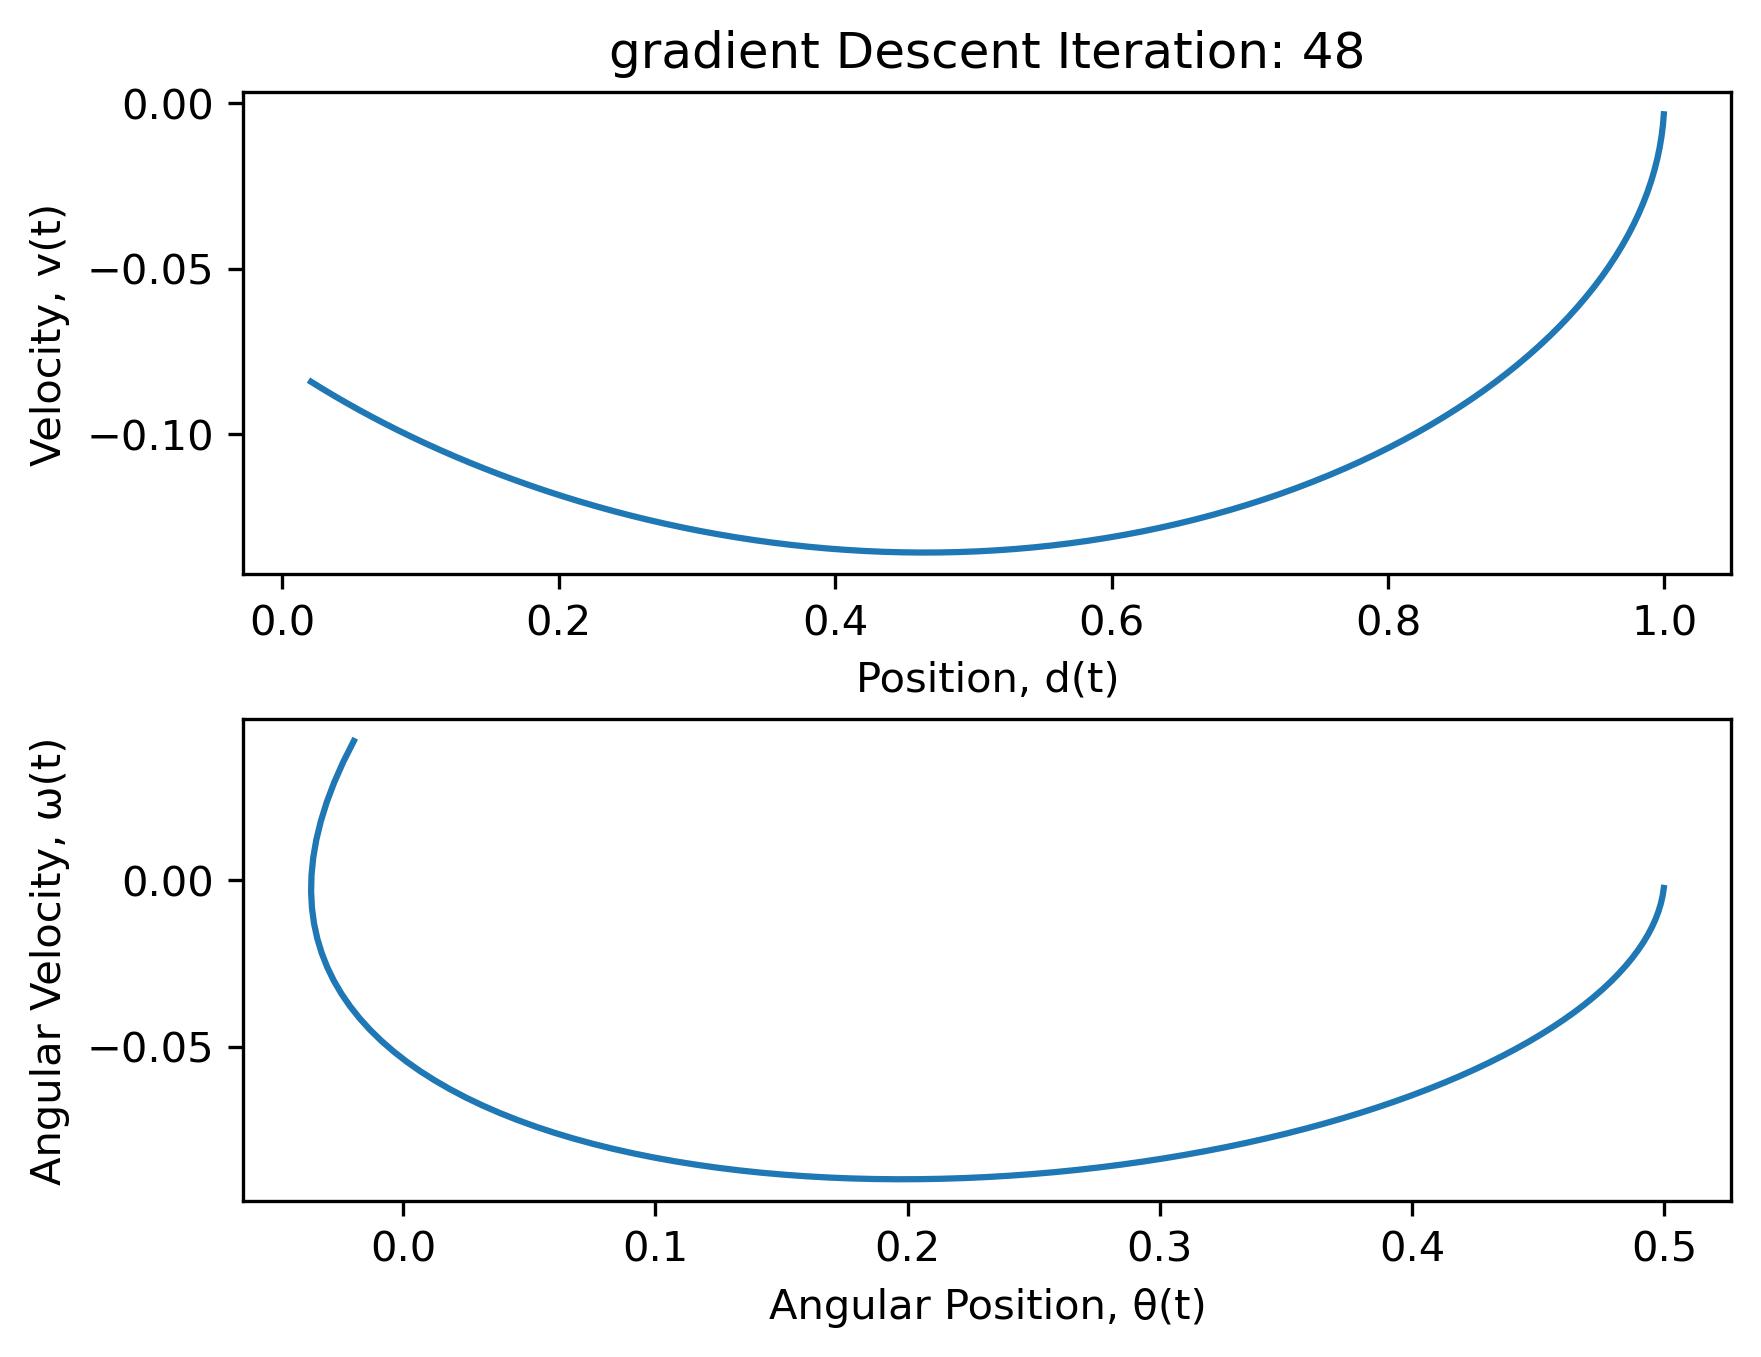 gradient Descent Iteration: 48
0.00
−0.05
−0.10
Velocity, v(t)
0.0 0.2 0.4 0.6 0.8 1.0
Position, d(t)
0.00
−0.05
Angular Velocity, ω(t)
0.0 0.1 0.2 0.3 0.4 0.5
Angular Position, θ(t)